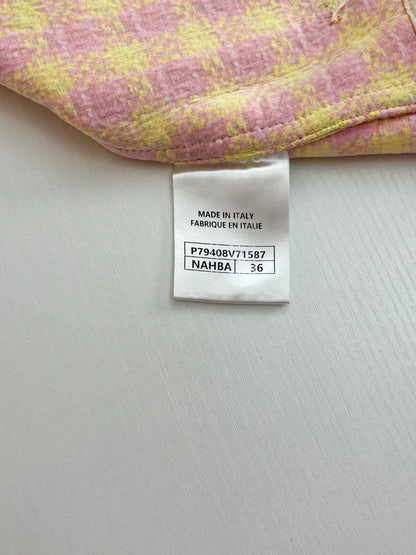 MADE IN ITALY
FABRIQUE EN ITALIE
P79408V71587
NAHBA 36